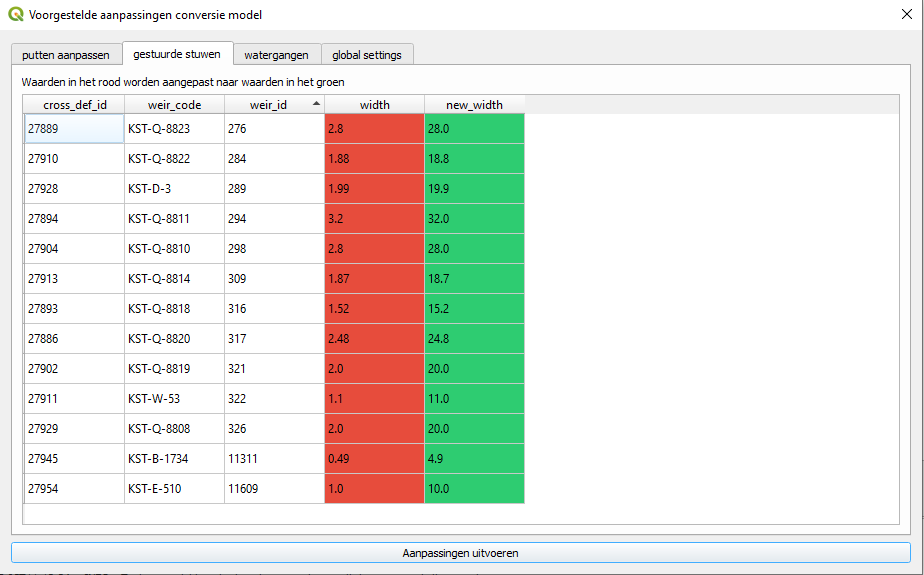 Voorgestelde aanpassingen conversie model
putten aanpassen gestuurde stuwen watergangen global settings
Waarden in het rood worden aangepast naar waarden in het groen
cross_def_id weir_code weir_id width new_width
27889 KST-Q-8823 276 2.8 28.0
27910 KST-Q-8822 284 1.88 18.8
27928 KST-D-3 289 1.99 19.9
27894 KST-Q-8811 294 3.2 32.0
27904 KST-Q-8810 298 2.8 28.0
27913 KST-Q-8814 309 1.87 18.7
27893 KST-Q-8818 316 1.52 15.2
27886 KST-Q-8820 317 2.48 24.8
27902 KST-Q-8819 321 2.0 20.0
27911 KST-W-53 322 1.1 11.0
27929 KST-Q-8808 326 2.0 20.0
27945 KST-B-1734 11311 0.49 4.9
27954 KST-E-510 11609 1.0 10.0
Aanpassingen uitvoeren